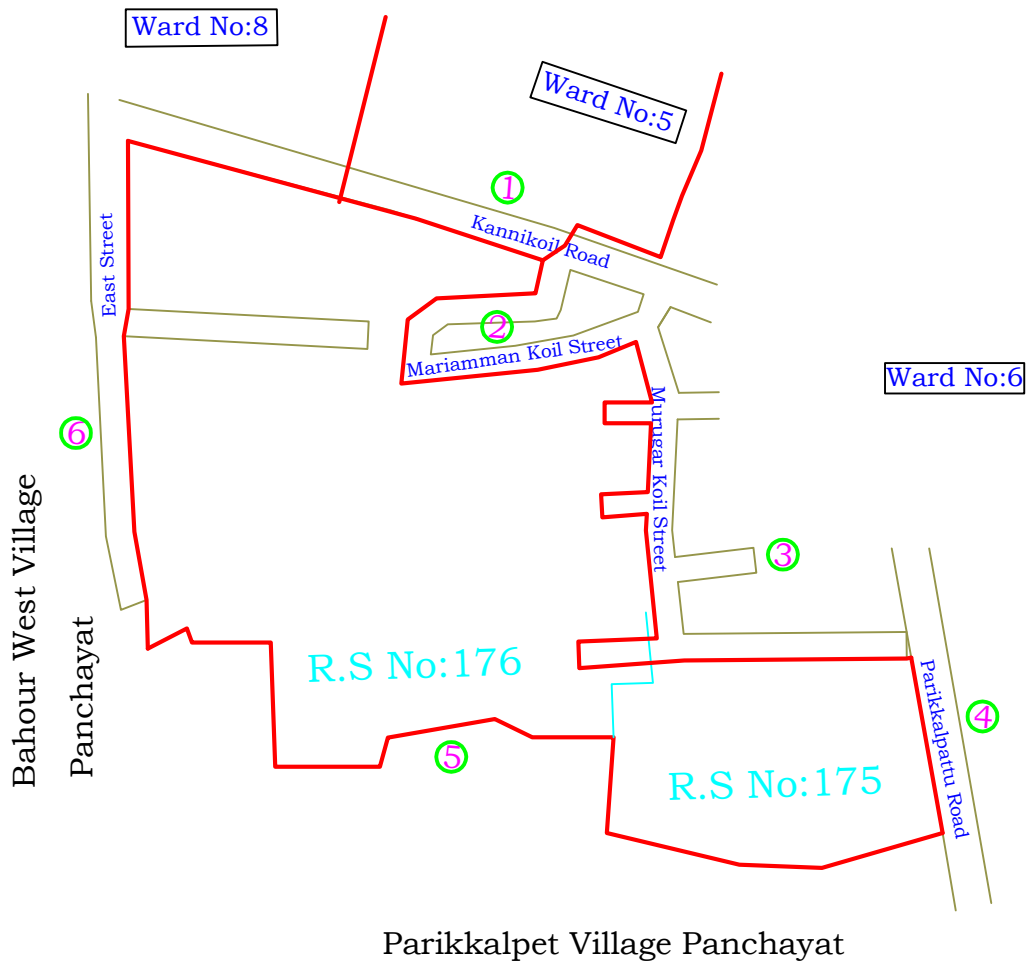 Ward No:8
Ward No:5
1
Kannikoil Road
East Street
2
Mariamman Koil Street
Ward No:6
Murugar Koil Street
6
3
Bahour West Village
Panchayat
R.S No:176
Parikkalpattu Road
4
5
R.S No:175
Parikkalpet Village Panchayat